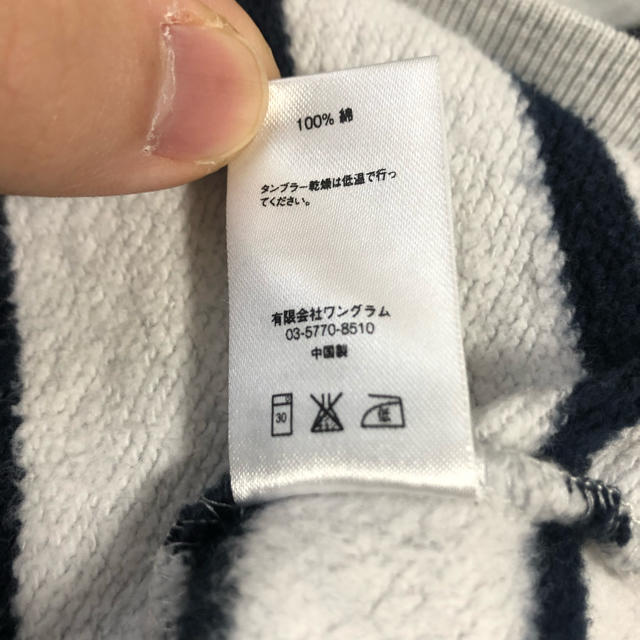 100% 綿
タンブラー乾燥は低温で行っ
てください。
有限会社ワングラム
03-5770-8510
中国製
30
低